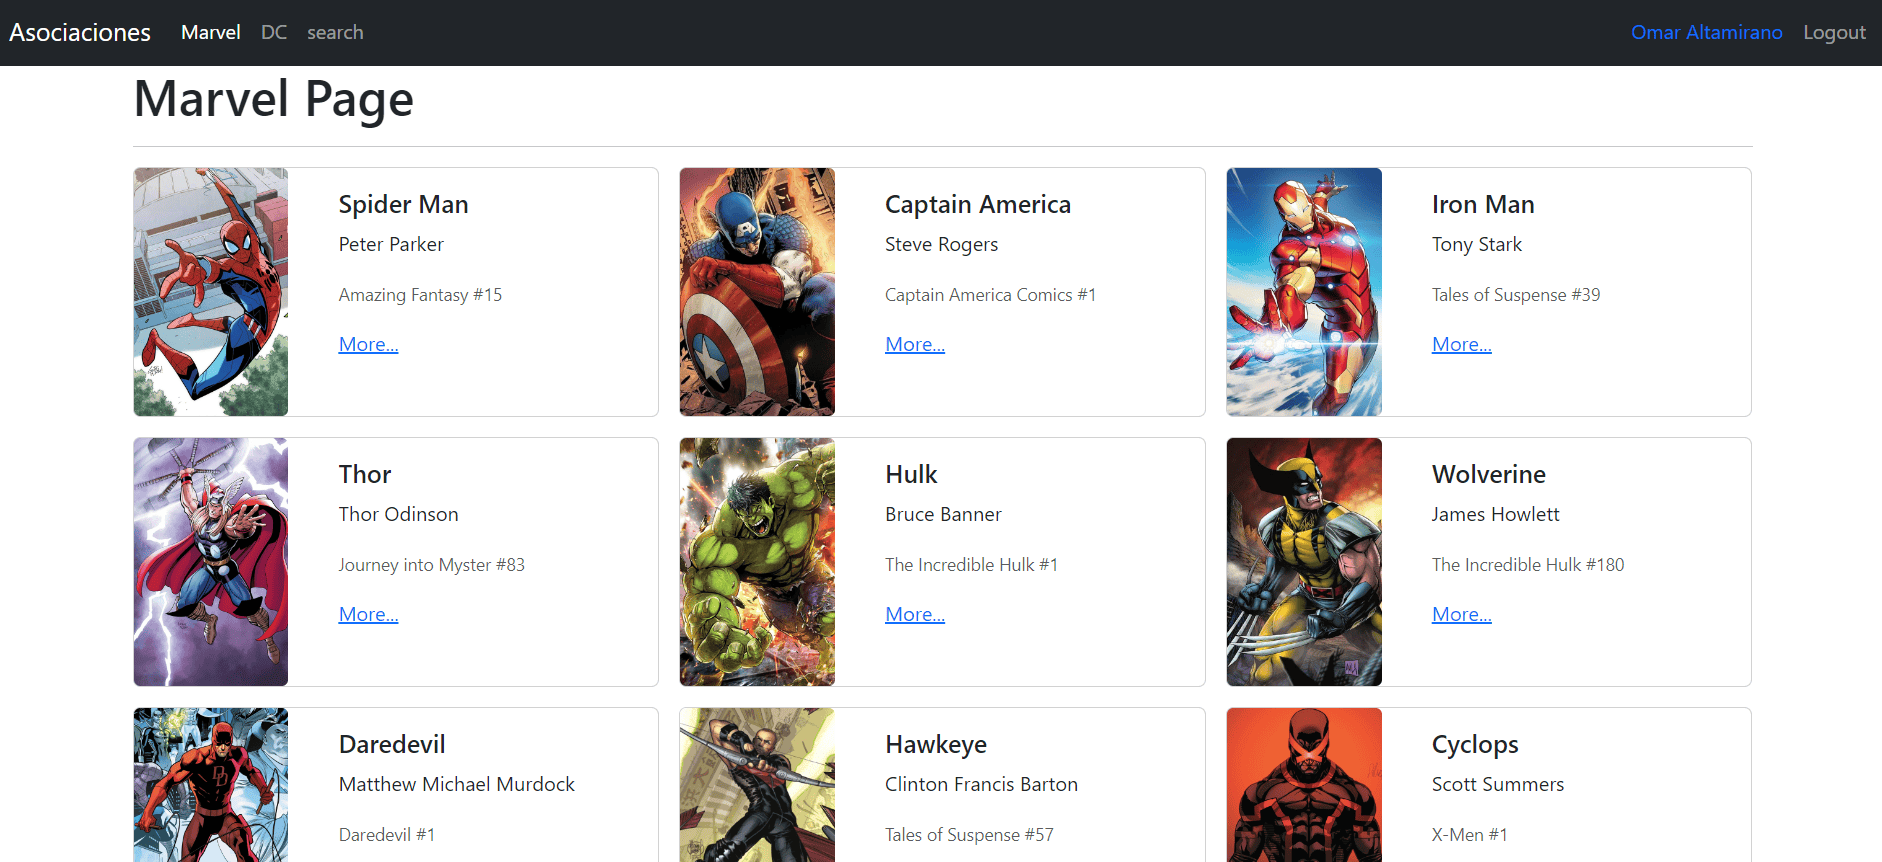 Asociaciones Marvel DC search Omar Altamirano Logout
Marvel Page
Spider Man
Peter Parker
Amazing Fantasy #15
More...
Captain America
Steve Rogers
Captain America Comics #1
More...
Iron Man
Tony Stark
Tales of Suspense #39
More...
Thor
Thor Odinson
Journey into Myster #83
More...
Hulk
Bruce Banner
The Incredible Hulk #1
More...
Wolverine
James Howlett
The Incredible Hulk #180
More...
Daredevil
Matthew Michael Murdock
Daredevil #1
Hawkeye
Clinton Francis Barton
Tales of Suspense #57
Cyclops
Scott Summers
X-Men #1